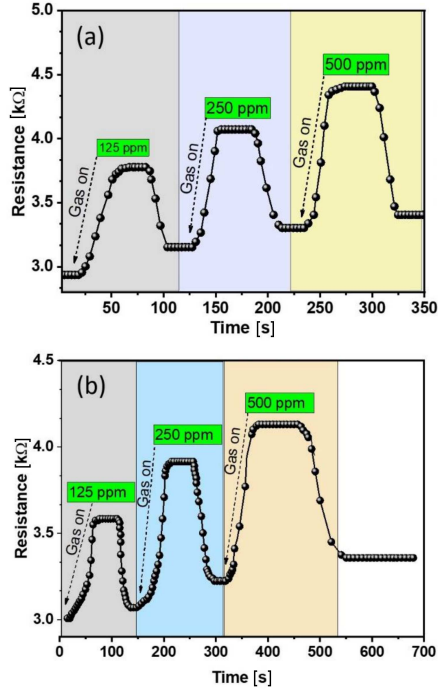 (a)
5.0
4.5
4.0
3.5
3.0
Resistance [kΩ]
125 ppm
250 ppm
500 ppm
Gas on
Gas on
Gas on
50
100
150
200
250
300
350
Time [s]
(b)
4.5
4.0
3.5
3.0
Resistance [kΩ]
125 ppm
250 ppm
500 ppm
Gas on
Gas on
Gas on
0
100
200
300
400
500
600
700
Time [s]